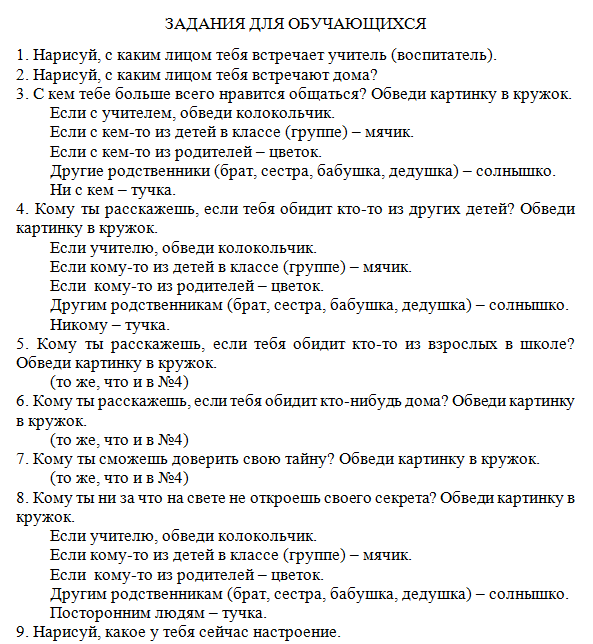 ЗАДАНИЯ ДЛЯ ОБУЧАЮЩИХСЯ
1. Нарисуй, с каким лицом тебя встречает учитель (воспитатель).
2. Нарисуй, с каким лицом тебя встречают дома?
3. С кем тебе больше всего нравится общаться? Обведи картинку в кружок.
Если с учителем, обведи колокольчик.
Если с кем-то из детей в классе (группе) – мячик.
Если с кем-то из родителей – цветок.
Другие родственники (брат, сестра, бабушка, дедушка) – солнышко.
Ни с кем – тучка.
4. Кому ты расскажешь, если тебя обидит кто-то из других детей? Обведи
картинку в кружок.
Если учителю, обведи колокольчик.
Если кому-то из детей в классе (группе) – мячик.
Если кому-то из родителей – цветок.
Другим родственникам (брат, сестра, бабушка, дедушка) – солнышко.
Никому – тучка.
5. Кому ты расскажешь, если тебя обидит кто-то из взрослых в школе?
Обведи картинку в кружок.
(то же, что и в №4)
6. Кому ты расскажешь, если тебя обидит кто-нибудь дома? Обведи картинку
в кружок.
(то же, что и в №4)
7. Кому ты сможешь доверить свою тайну? Обведи картинку в кружок.
(то же, что и в №4)
8. Кому ты ни за что на свете не откроешь своего секрета? Обведи картинку в
кружок.
Если учителю, обведи колокольчик.
Если кому-то из детей в классе (группе) – мячик.
Если кому-то из родителей – цветок.
Другим родственникам (брат, сестра, бабушка, дедушка) – солнышко.
Посторонним людям – тучка.
9. Нарисуй, какое у тебя сейчас настроение.